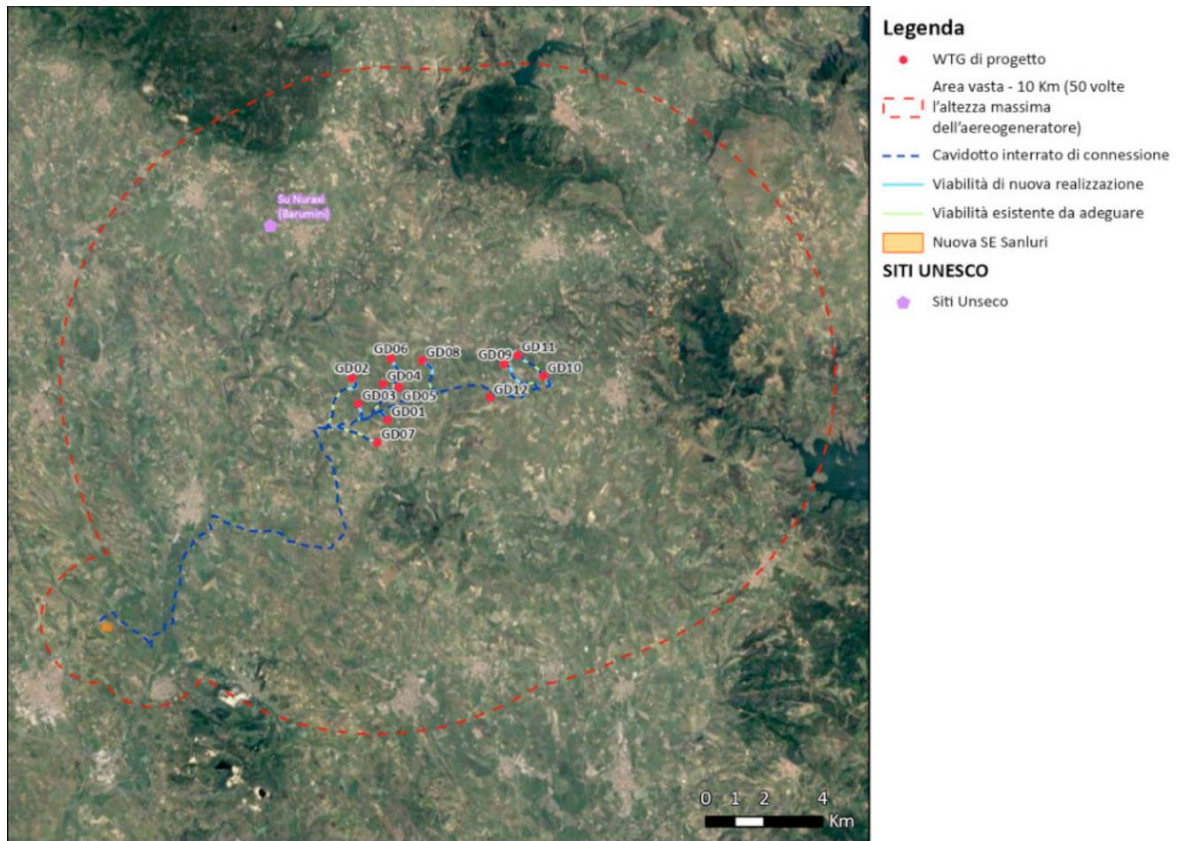 Legenda
WTG di progetto
Area vasta - 10 Km (50 volte
l'altezza massima
dell'aereogeneratore)
Cavidotto interrato di connessione
Viabilità di nuova realizzazione
Viabilità esistente da adeguare
Nuova SE Sanluri
SITI UNESCO
Siti Unseco
Su Nuraxi
(Barumini)
GD06
GD08
GD09
GD11
GD02
GD04
GD10
GD03
GD05
GD12
GD01
GD07
0 1 2 4
Km